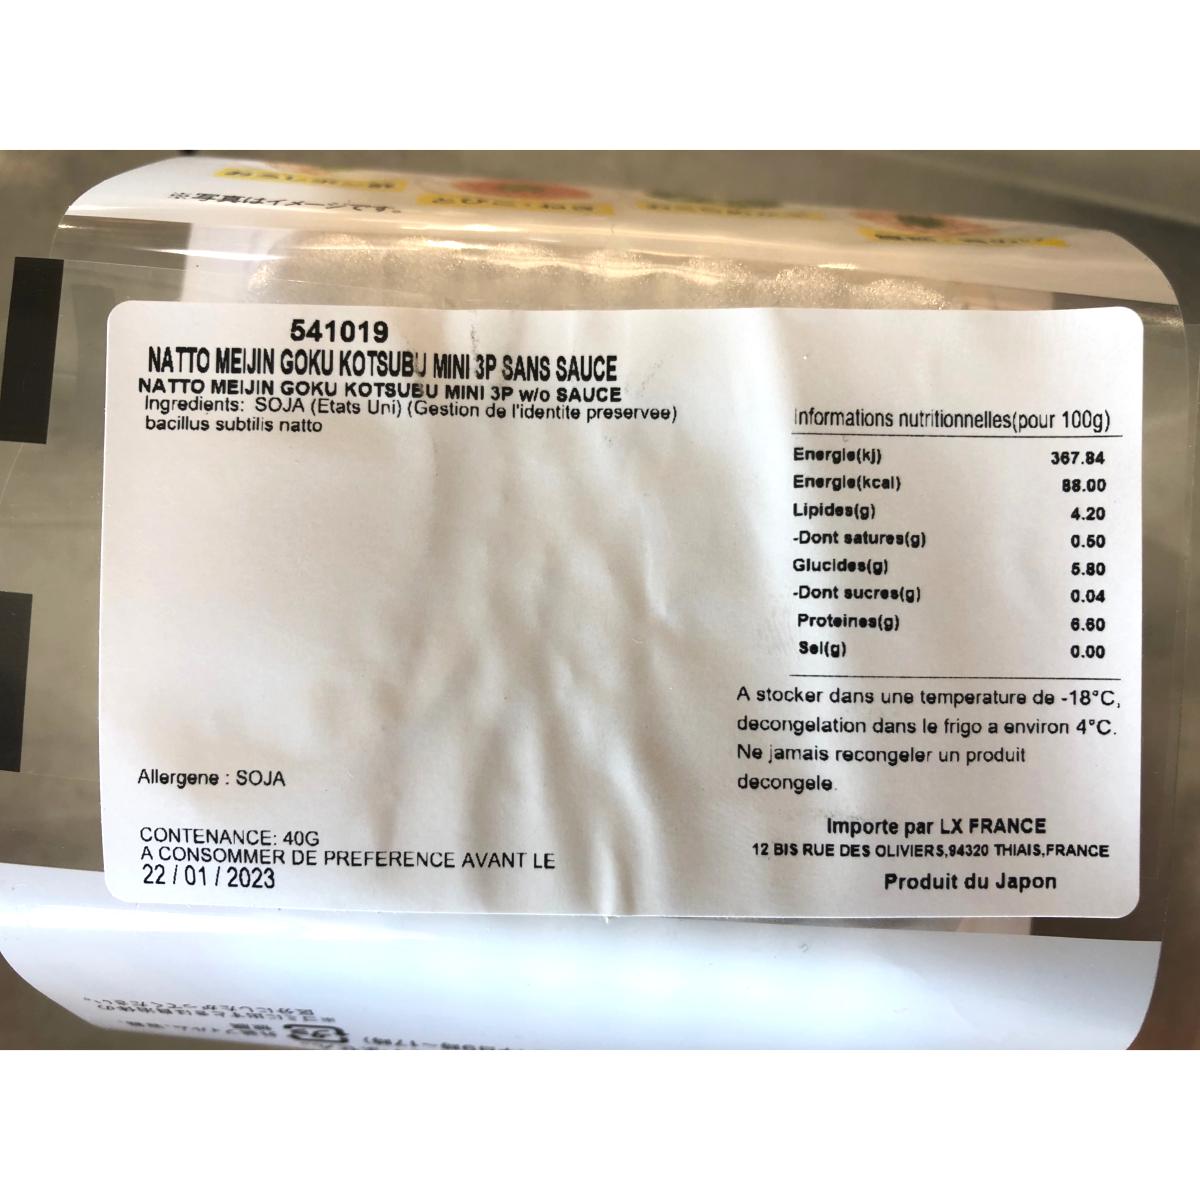 ※写真はイメージです。
541019
NATTO MEIJIN GOKU KOTSUBU MINI 3P SANS SAUCE
NATTO MEIJIN GOKU KOTSUBU MINI 3P w/o SAUCE
Ingredients: SOJA (Etats Uni) (Gestion de l'identite preservee)
bacillus subtilis natto
Allergene : SOJA
CONTENANCE: 40G
A CONSOMMER DE PREFERENCE AVANT LE
22 / 01 / 2023
Informations nutritionnelles(pour 100g)
Energie(kj) 367.84
Energie(kcal) 88.00
Lipides(g) 4.20
-Dont satures(g) 0.50
Glucides(g) 5.80
-Dont sucres(g) 0.04
Proteines(g) 6.60
Sel(g) 0.00
A stocker dans une temperature de -18°C,
decongelation dans le frigo a environ 4°C.
Ne jamais recongeler un produit
decongele.
Importe par LX FRANCE
12 BIS RUE DES OLIVIERS,94320 THIAIS,FRANCE
Produit du Japon